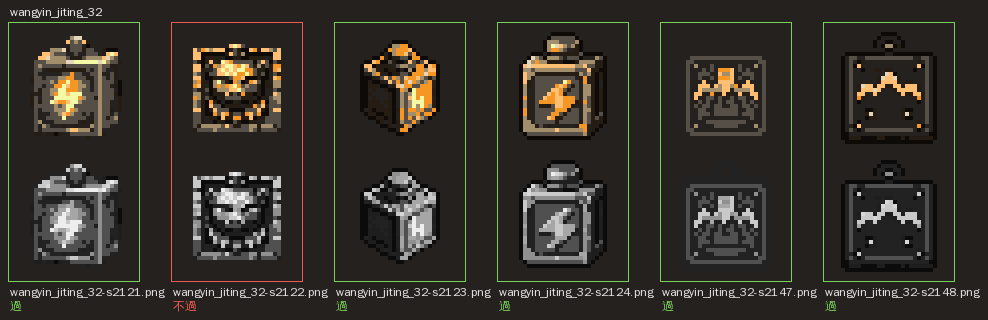 wangyin_jiting_32
wangyin_jiting_32-s2121.png
過
wangyin_jiting_32-s2122.png
不過
wangyin_jiting_32-s2123.png
過
wangyin_jiting_32-s2124.png
過
wangyin_jiting_32-s2147.png
過
wangyin_jiting_32-s2148.png
過